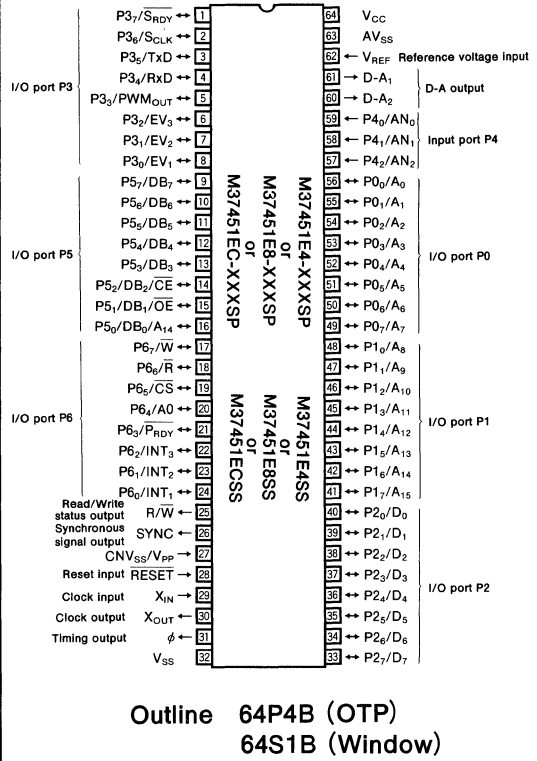 P3₇/S̅R̅D̅Y̅ ↔ 1
P3₆/SCLK ↔ 2
P3₅/TxD ↔ 3
P3₄/RxD ↔ 4
P3₃/PWMOUT ↔ 5
P3₂/EV₃ ↔ 6
P3₁/EV₂ ↔ 7
P3₀/EV₁ ↔ 8
I/O port P3
P5₇/DB₇ ↔ 9
P5₆/DB₆ ↔ 10
P5₅/DB₅ ↔ 11
P5₄/DB₄ ↔ 12
P5₃/DB₃ ↔ 13
P5₂/DB₂/C̅E̅ ↔ 14
P5₁/DB₁/O̅E̅ ↔ 15
P5₀/DB₀/A₁₄ ↔ 16
I/O port P5
P6₇/W̅ ↔ 17
P6₆/R̅ ↔ 18
P6₅/C̅S̅ ↔ 19
P6₄/A0 ↔ 20
P6₃/P̅R̅D̅Y̅ ↔ 21
P6₂/INT₃ ↔ 22
P6₁/INT₂ ↔ 23
P6₀/INT₁ ↔ 24
I/O port P6
Read/Write
status output
R/W̅ ← 25
Synchronous
signal output
SYNC ← 26
CNVSS/VPP → 27
Reset input R̅E̅S̅E̅T̅ → 28
Clock input XIN → 29
Clock output XOUT ← 30
Timing output ϕ ← 31
VSS 32
M37451E4-XXXSP
or
M37451E8-XXXSP
or
M37451EC-XXXSP
M37451E4SS
or
M37451E8SS
or
M37451ECSS
64 VCC
63 AVSS
62 ← VREF Reference voltage input
61 → D-A₁
60 → D-A₂
D-A output
59 ← P4₀/AN₀
58 ← P4₁/AN₁
57 ← P4₂/AN₂
Input port P4
56 ↔ P0₀/A₀
55 ↔ P0₁/A₁
54 ↔ P0₂/A₂
53 ↔ P0₃/A₃
52 ↔ P0₄/A₄
51 ↔ P0₅/A₅
50 ↔ P0₆/A₆
49 ↔ P0₇/A₇
I/O port P0
48 ↔ P1₀/A₈
47 ↔ P1₁/A₉
46 ↔ P1₂/A₁₀
45 ↔ P1₃/A₁₁
44 ↔ P1₄/A₁₂
43 ↔ P1₅/A₁₃
42 ↔ P1₆/A₁₄
41 ↔ P1₇/A₁₅
I/O port P1
40 ↔ P2₀/D₀
39 ↔ P2₁/D₁
38 ↔ P2₂/D₂
37 ↔ P2₃/D₃
36 ↔ P2₄/D₄
35 ↔ P2₅/D₅
34 ↔ P2₆/D₆
33 ↔ P2₇/D₇
I/O port P2
Outline 64P4B (OTP)
64S1B (Window)